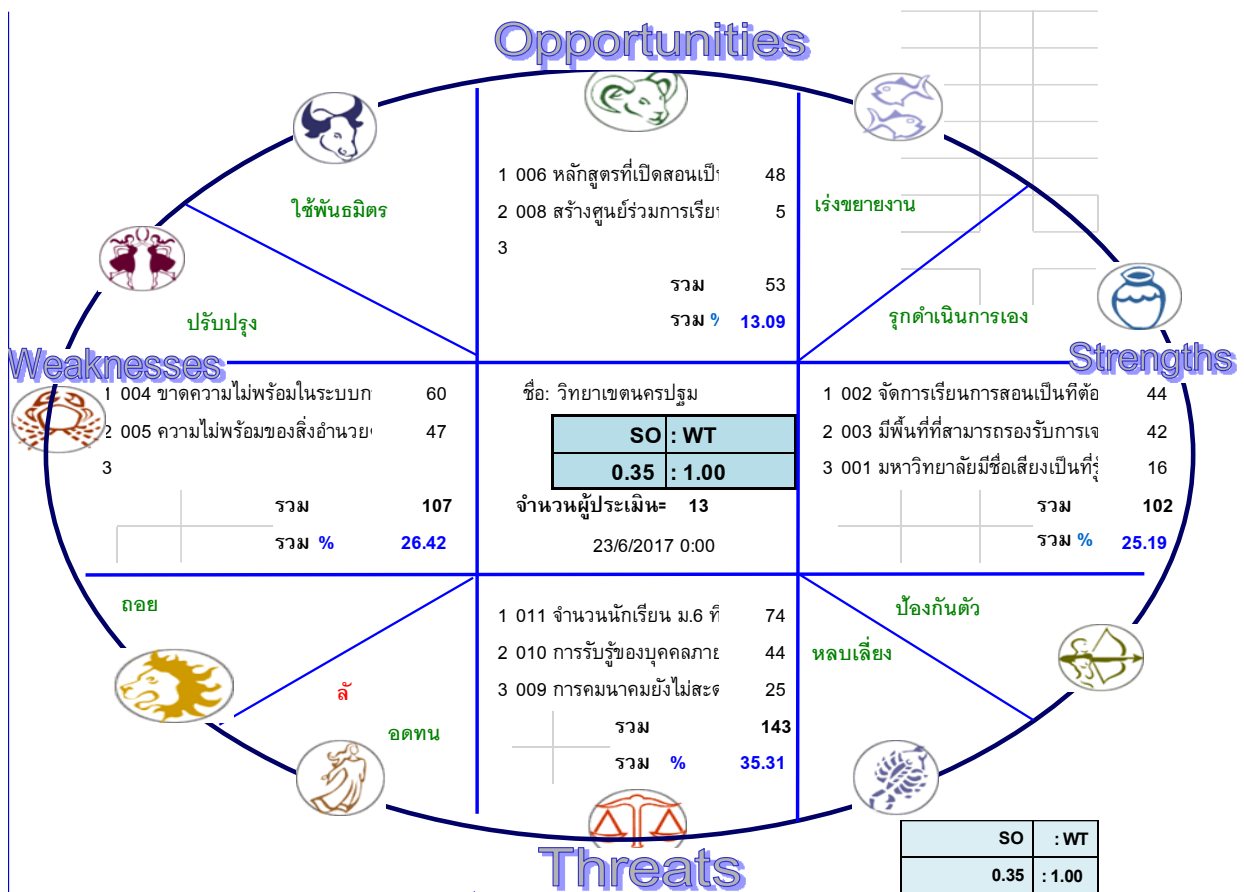 Opportunities
1 006 หลักสูตรที่เปิดสอนเป็ 48
ใช้พันธมิตร
2 008 สร้างศูนย์ร่วมการเรีย 5
เร่งขยายงาน
3
รวม 53
รวม % 13.09
ปรับปรุง
รุกดำเนินการเอง
Weaknesses
Strengths
1 004 ขาดความไม่พร้อมในระบบก 60
2 005 ความไม่พร้อมของสิ่งอำนวย 47
3
รวม 107
รวม % 26.42
ชื่อ: วิทยาเขตนครปฐม
SO : WT
0.35 : 1.00
จำนวนผู้ประเมิน= 13
23/6/2017 0:00
1 002 จัดการเรียนการสอนเป็นที่ต้อ 44
2 003 มีพื้นที่ที่สามารถรองรับการเจ 42
3 001 มหาวิทยาลัยมีชื่อเสียงเป็นที่รู้ 16
รวม 102
รวม % 25.19
ถอย
ป้องกันตัว
1 011 จำนวนนักเรียน ม.6 ที่ 74
2 010 การรับรู้ของบุคคลภาย 44
หลบเลี่ยง
3 009 การคมนาคมยังไม่สะด 25
ลั
รวม 143
อดทน
รวม % 35.31
Threats
SO : WT
0.35 : 1.00